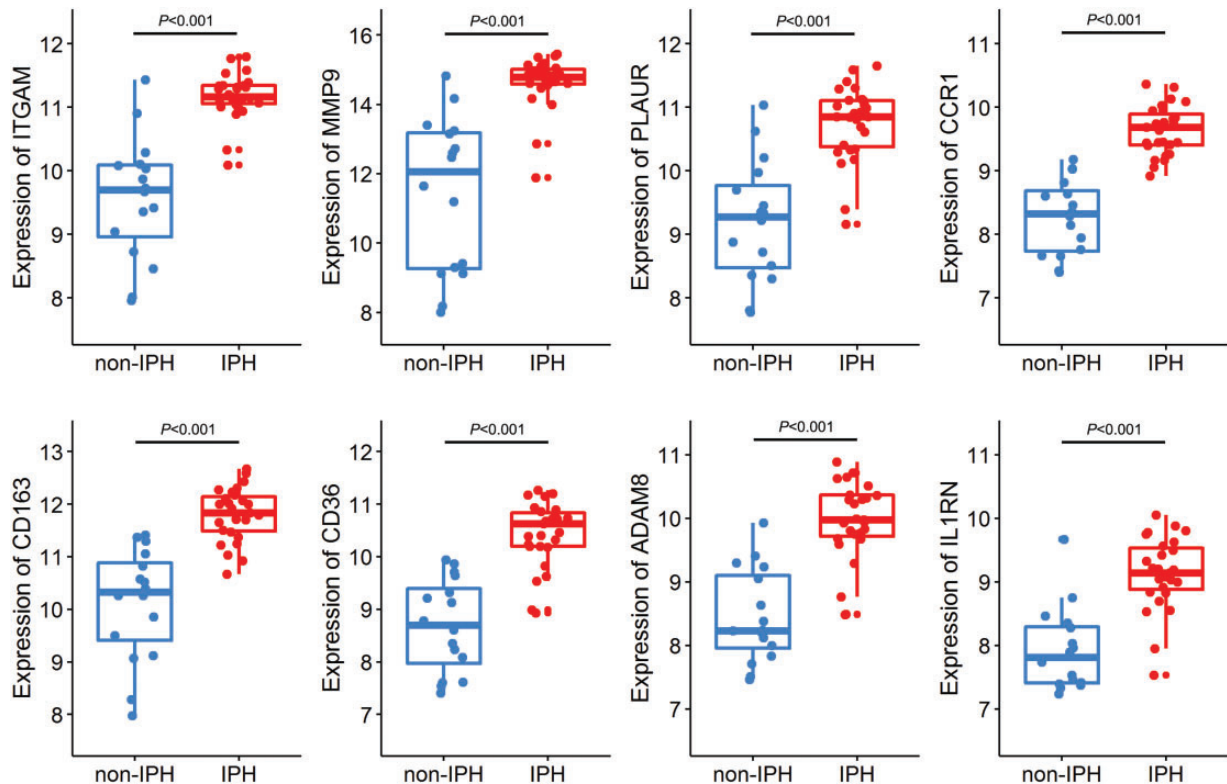 P<0.001
Expression of ITGAM
12
11
10
9
8
non-IPH IPH
P<0.001
Expression of MMP9
16
14
12
10
8
non-IPH IPH
P<0.001
Expression of PLAUR
12
11
10
9
8
non-IPH IPH
P<0.001
Expression of CCR1
11
10
9
8
7
non-IPH IPH
P<0.001
Expression of CD163
13
12
11
10
9
8
non-IPH IPH
P<0.001
Expression of CD36
12
11
10
9
8
7
non-IPH IPH
P<0.001
Expression of ADAM8
11
10
9
8
7
non-IPH IPH
P<0.001
Expression of IL1RN
11
10
9
8
7
non-IPH IPH